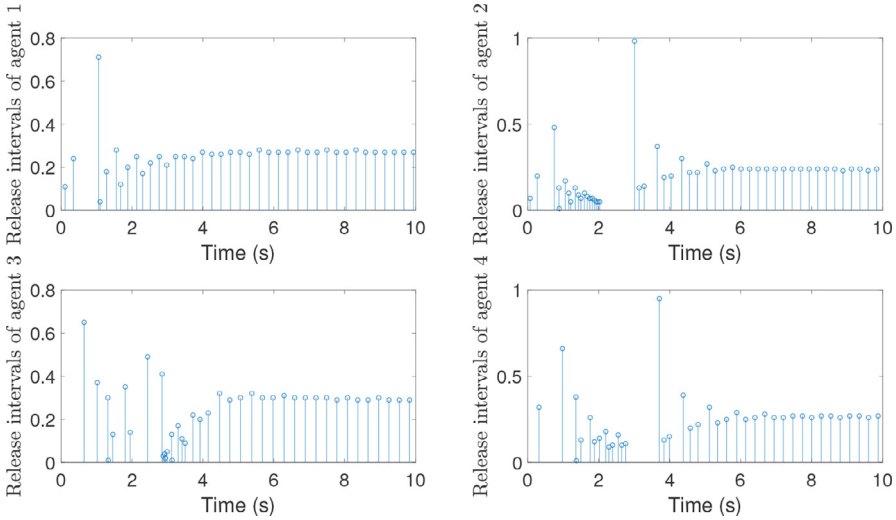 Release intervals of agent 1
0.8
0.6
0.4
0.2
0
0 2 4 6 8 10
Time (s)
Release intervals of agent 2
1
0.5
0
0 2 4 6 8 10
Time (s)
Release intervals of agent 3
0.8
0.6
0.4
0.2
0
0 2 4 6 8 10
Time (s)
Release intervals of agent 4
1
0.5
0
0 2 4 6 8 10
Time (s)